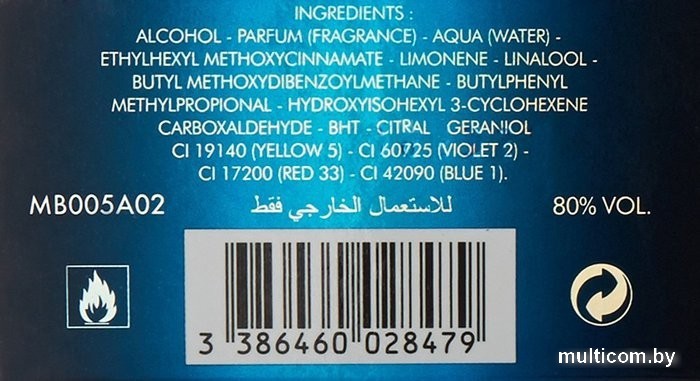 INGREDIENTS :
ALCOHOL - PARFUM (FRAGRANCE) - AQUA (WATER) -
ETHYLHEXYL METHOXYCINNAMATE - LIMONENE - LINALOOL -
BUTYL METHOXYDIBENZOYLMETHANE - BUTYLPHENYL
METHYLPROPIONAL - HYDROXYISOHEXYL 3-CYCLOHEXENE
CARBOXALDEHYDE - BHT - CITRAL GERANIOL
CI 19140 (YELLOW 5) - CI 60725 (VIOLET 2) -
CI 17200 (RED 33) - CI 42090 (BLUE 1).
MB005A02 للاستعمال الخارجي فقط 80% VOL.
3 386460 028479
multicom.by